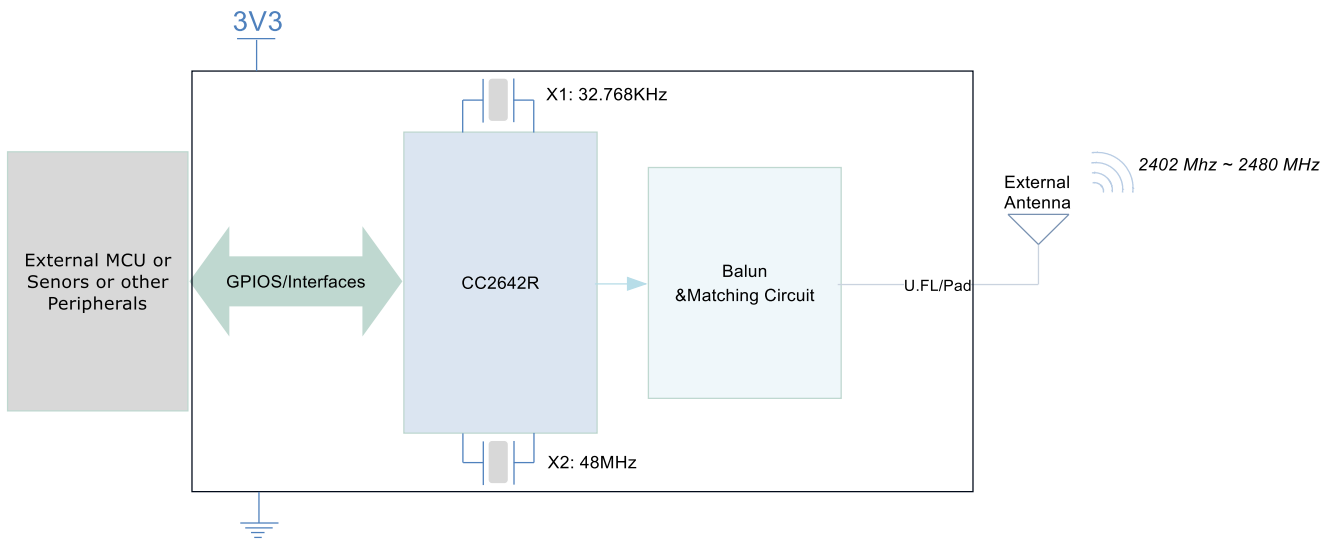 3V3
X1: 32.768KHz
2402 Mhz ~ 2480 MHz
External
Antenna
External MCU or
Senors or other
Peripherals
GPIOS/Interfaces
CC2642R
Balun
&Matching Circuit
U.FL/Pad
X2: 48MHz